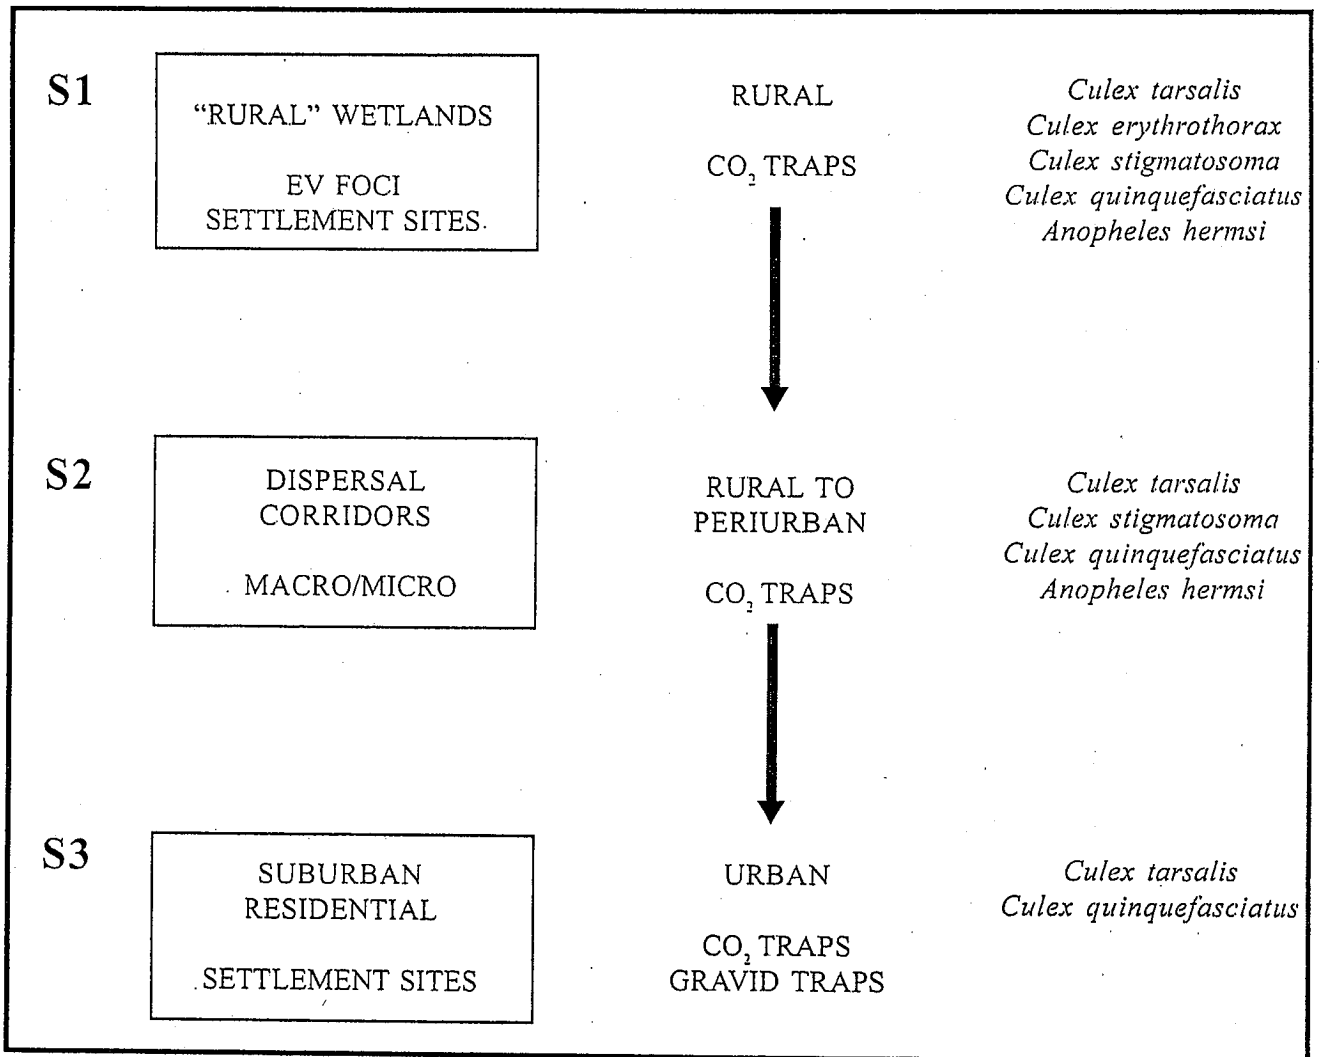 S1
“RURAL” WETLANDS
EV FOCI
SETTLEMENT SITES
RURAL
CO₂ TRAPS
Culex tarsalis
Culex erythrothorax
Culex stigmatosoma
Culex quinquefasciatus
Anopheles hermsi
S2
DISPERSAL
CORRIDORS
MACRO/MICRO
RURAL TO
PERIURBAN
CO₂ TRAPS
Culex tarsalis
Culex stigmatosoma
Culex quinquefasciatus
Anopheles hermsi
S3
SUBURBAN
RESIDENTIAL
SETTLEMENT SITES
URBAN
CO₂ TRAPS
GRAVID TRAPS
Culex tarsalis
Culex quinquefasciatus